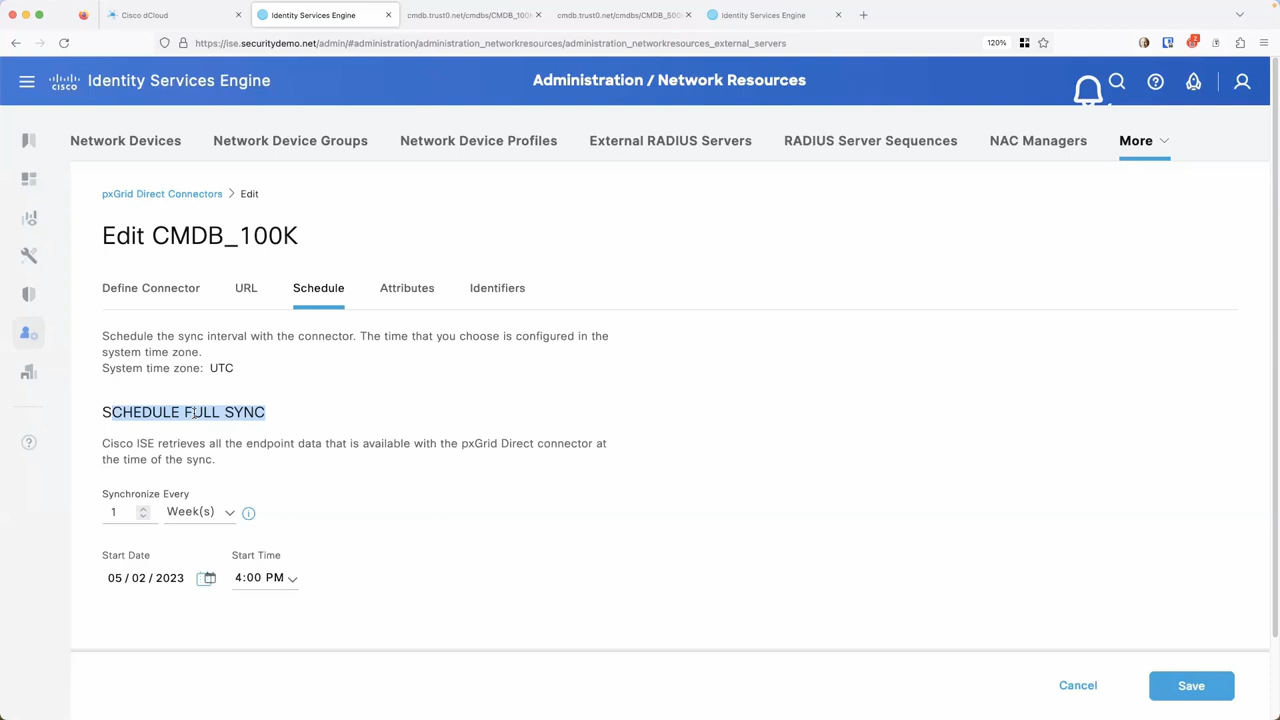 Cisco dCloud
Identity Services Engine
cmdb.trust0.net/cmdbs/CMDB_100K
cmdb.trust0.net/cmdbs/CMDB_500K
Identity Services Engine
https://ise.securitydemo.net/admin/#administration/administration_networkresources/administration_networkresources_external_servers
120%
2
cisco Identity Services Engine
Administration / Network Resources
Network Devices
Network Device Groups
Network Device Profiles
External RADIUS Servers
RADIUS Server Sequences
NAC Managers
More
pxGrid Direct Connectors > Edit
Edit CMDB_100K
Define Connector
URL
Schedule
Attributes
Identifiers
Schedule the sync interval with the connector. The time that you choose is configured in the
system time zone.
System time zone: UTC
SCHEDULE FULL SYNC
Cisco ISE retrieves all the endpoint data that is available with the pxGrid Direct connector at
the time of the sync.
Synchronize Every
1 Week(s)
Start Date
Start Time
05 / 02 / 2023
4:00 PM
Cancel
Save